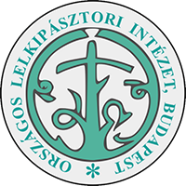 ORSZÁGOS LELKIPÁSZTORI INTÉZET, BUDAPEST *